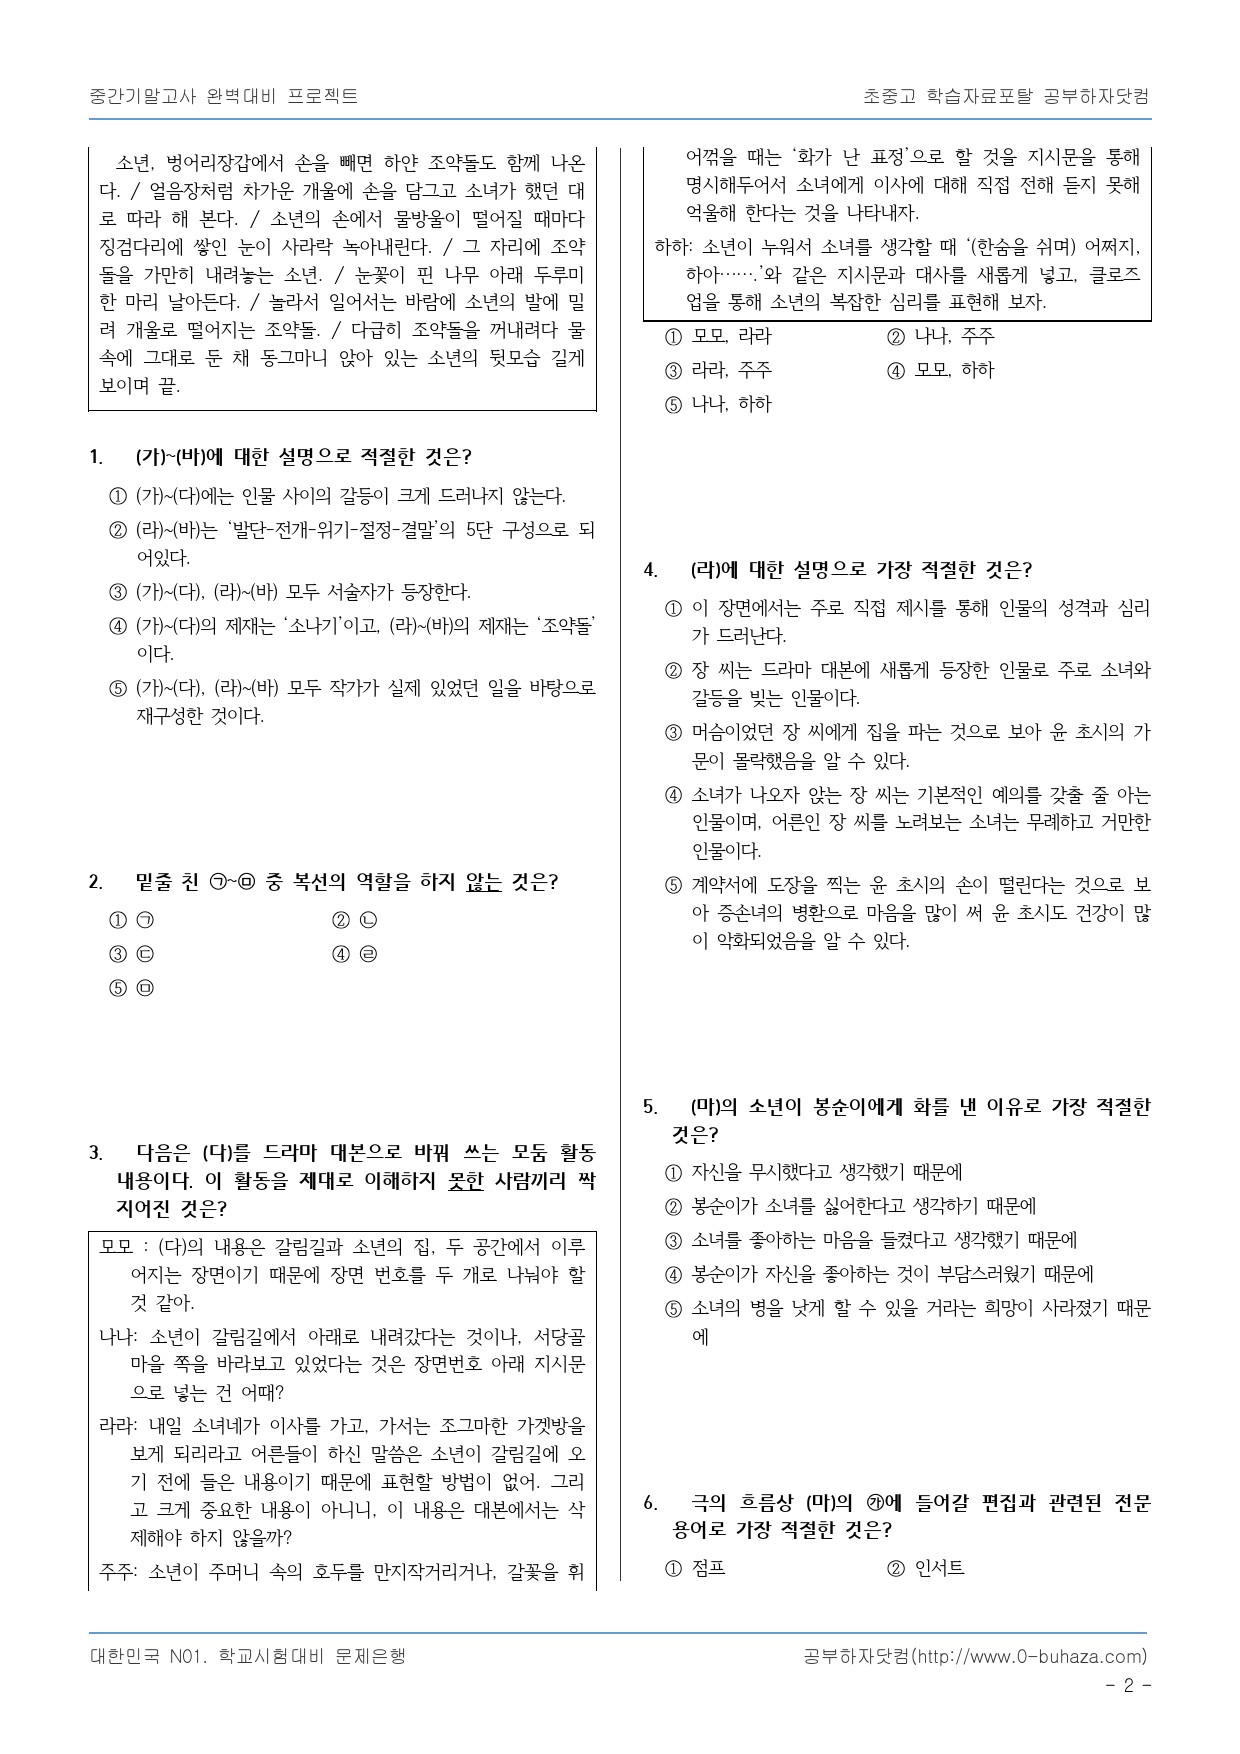 중간기말고사 완벽대비 프로젝트
초중고 학습자료포탈 공부하자닷컴
소년, 벙어리장갑에서 손을 빼면 하얀 조약돌도 함께 나온
다. / 얼음장처럼 차가운 개울에 손을 담그고 소녀가 했던 대
로 따라 해 본다. / 소년의 손에서 물방울이 떨어질 때마다
징검다리에 쌓인 눈이 사라락 녹아내린다. / 그 자리에 조약
돌을 가만히 내려놓는 소년. / 눈꽃이 핀 나무 아래 두루미
한 마리 날아든다. / 놀라서 일어서는 바람에 소년의 발에 밀
려 개울로 떨어지는 조약돌. / 다급히 조약돌을 꺼내려다 물
속에 그대로 둔 채 동그마니 앉아 있는 소년의 뒷모습 길게
보이며 끝.
1. (가)~(바)에 대한 설명으로 적절한 것은?
① (가)~(다)에는 인물 사이의 갈등이 크게 드러나지 않는다.
② (라)~(바)는 ‘발단-전개-위기-절정-결말’의 5단 구성으로 되
어있다.
③ (가)~(다), (라)~(바) 모두 서술자가 등장한다.
④ (가)~(다)의 제재는 ‘소나기’이고, (라)~(바)의 제재는 ‘조약돌’
이다.
⑤ (가)~(다), (라)~(바) 모두 작가가 실제 있었던 일을 바탕으로
재구성한 것이다.
2. 밑줄 친 ㉠~㉤ 중 복선의 역할을 하지 않는 것은?
① ㉠ ② ㉡
③ ㉢ ④ ㉣
⑤ ㉤
3. 다음은 (다)를 드라마 대본으로 바꿔 쓰는 모둠 활동
내용이다. 이 활동을 제대로 이해하지 못한 사람끼리 짝
지어진 것은?
모모 : (다)의 내용은 갈림길과 소년의 집, 두 공간에서 이루
어지는 장면이기 때문에 장면 번호를 두 개로 나눠야 할
것 같아.
나나: 소년이 갈림길에서 아래로 내려갔다는 것이나, 서당골
마을 쪽을 바라보고 있었다는 것은 장면번호 아래 지시문
으로 넣는 건 어때?
라라: 내일 소녀네가 이사를 가고, 가서는 조그마한 가겟방을
보게 되리라고 어른들이 하신 말씀은 소년이 갈림길에 오
기 전에 들은 내용이기 때문에 표현할 방법이 없어. 그리
고 크게 중요한 내용이 아니니, 이 내용은 대본에서는 삭
제해야 하지 않을까?
주주: 소년이 주머니 속의 호두를 만지작거리거나, 갈꽃을 휘
어꺾을 때는 ‘화가 난 표정’으로 할 것을 지시문을 통해
명시해두어서 소녀에게 이사에 대해 직접 전해 듣지 못해
억울해 한다는 것을 나타내자.
하하: 소년이 누워서 소녀를 생각할 때 ‘(한숨을 쉬며) 어쩌지,
하아…….’와 같은 지시문과 대사를 새롭게 넣고, 클로즈
업을 통해 소년의 복잡한 심리를 표현해 보자.
① 모모, 라라 ② 나나, 주주
③ 라라, 주주 ④ 모모, 하하
⑤ 나나, 하하
4. (라)에 대한 설명으로 가장 적절한 것은?
① 이 장면에서는 주로 직접 제시를 통해 인물의 성격과 심리
가 드러난다.
② 장 씨는 드라마 대본에 새롭게 등장한 인물로 주로 소녀와
갈등을 빚는 인물이다.
③ 머슴이었던 장 씨에게 집을 파는 것으로 보아 윤 초시의 가
문이 몰락했음을 알 수 있다.
④ 소녀가 나오자 앉는 장 씨는 기본적인 예의를 갖출 줄 아는
인물이며, 어른인 장 씨를 노려보는 소녀는 무례하고 거만한
인물이다.
⑤ 계약서에 도장을 찍는 윤 초시의 손이 떨린다는 것으로 보
아 증손녀의 병환으로 마음을 많이 써 윤 초시도 건강이 많
이 악화되었음을 알 수 있다.
5. (마)의 소년이 봉순이에게 화를 낸 이유로 가장 적절한
것은?
① 자신을 무시했다고 생각했기 때문에
② 봉순이가 소녀를 싫어한다고 생각하기 때문에
③ 소녀를 좋아하는 마음을 들켰다고 생각했기 때문에
④ 봉순이가 자신을 좋아하는 것이 부담스러웠기 때문에
⑤ 소녀의 병을 낫게 할 수 있을 거라는 희망이 사라졌기 때문
에
6. 극의 흐름상 (마)의 ㉮에 들어갈 편집과 관련된 전문
용어로 가장 적절한 것은?
① 점프 ② 인서트
대한민국 N01. 학교시험대비 문제은행
공부하자닷컴(http://www.0-buhaza.com)
- 2 -